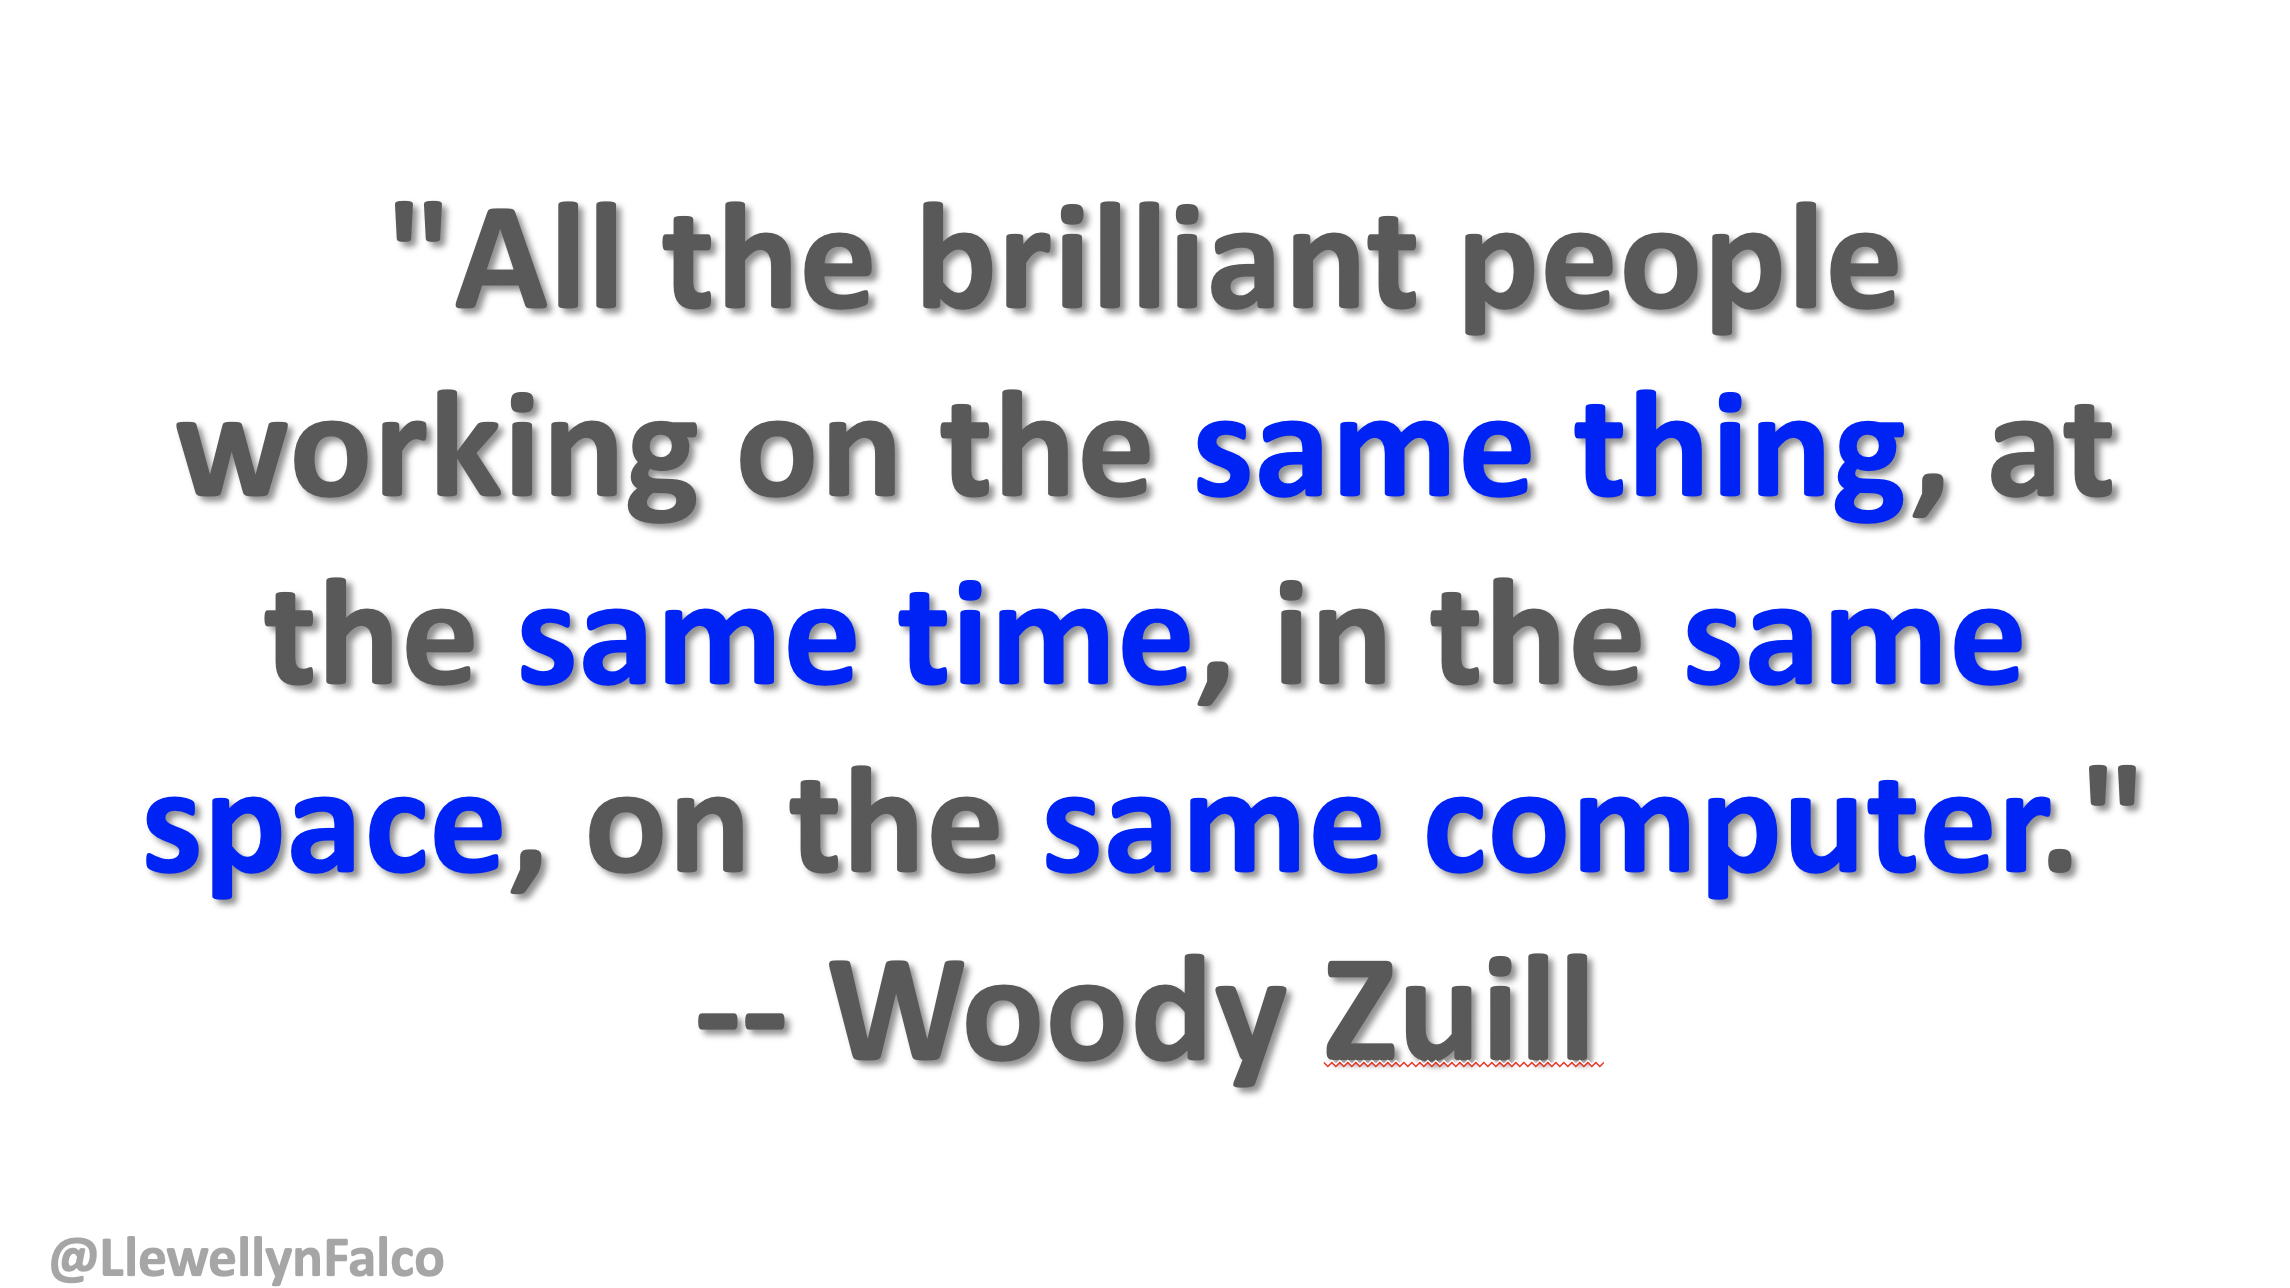 "All the brilliant people
working on the same thing, at
the same time, in the same
space, on the same computer."
-- Woody Zuill
@LlewellynFalco